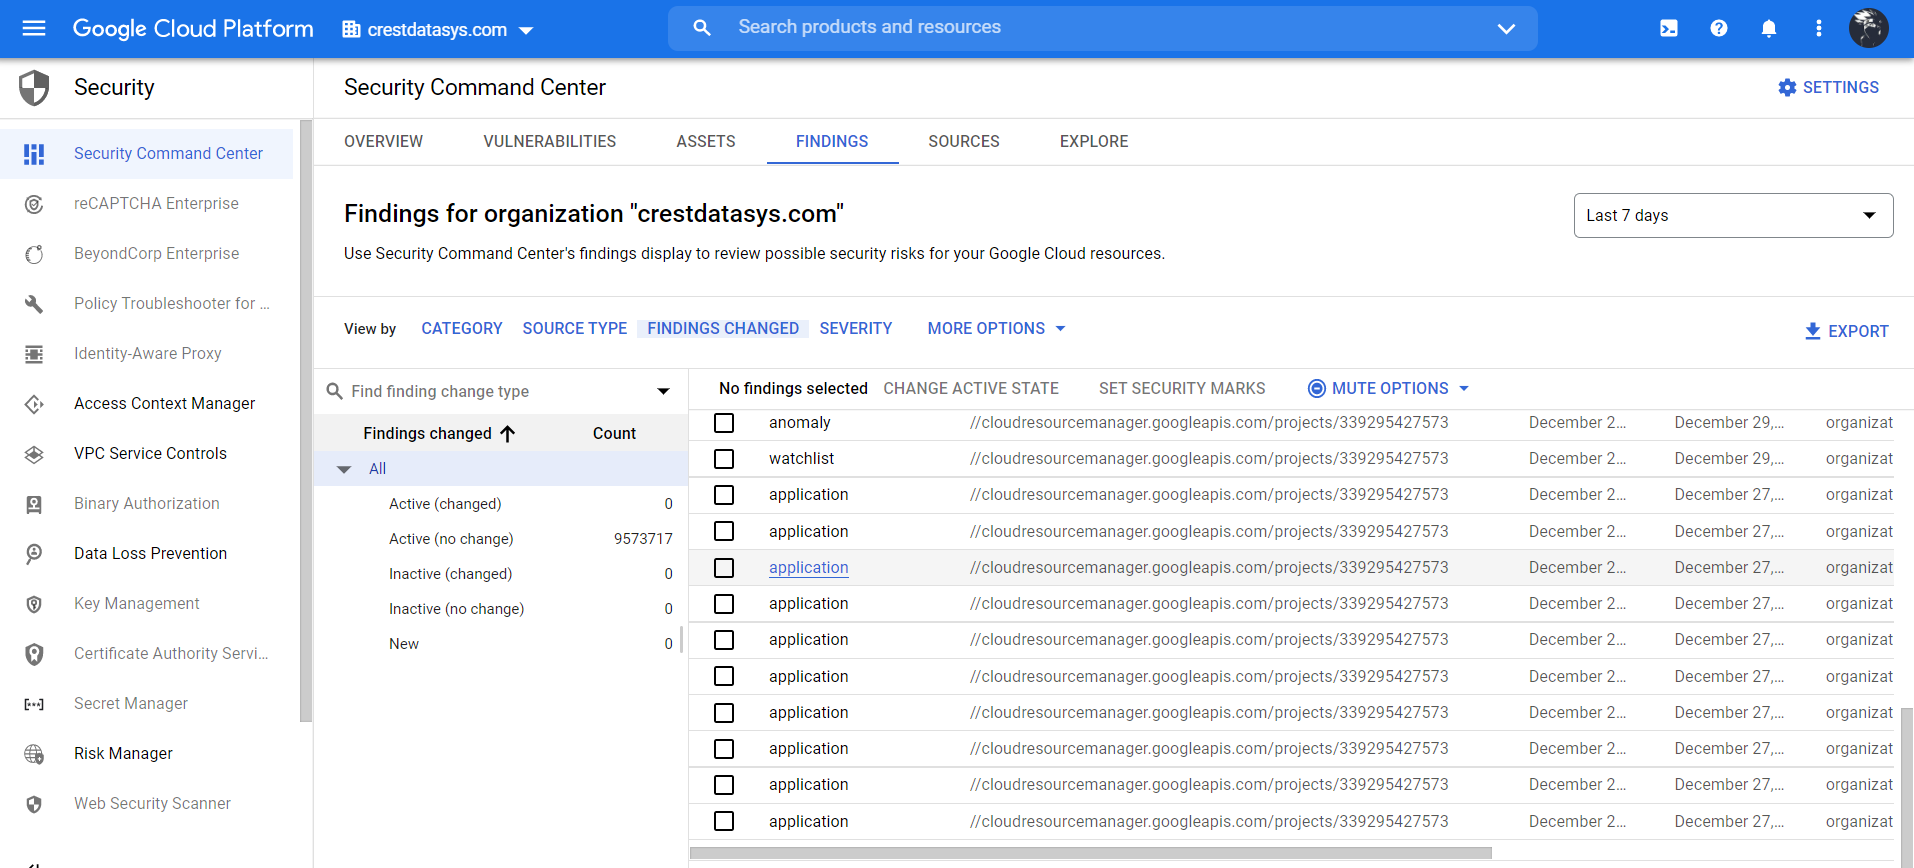 Google Cloud Platform
crestdatasys.com
Search products and resources
Security
Security Command Center
SETTINGS
Security Command Center
reCAPTCHA Enterprise
BeyondCorp Enterprise
Policy Troubleshooter for ...
Identity-Aware Proxy
Access Context Manager
VPC Service Controls
Binary Authorization
Data Loss Prevention
Key Management
Certificate Authority Servi...
Secret Manager
Risk Manager
Web Security Scanner
OVERVIEW VULNERABILITIES ASSETS FINDINGS SOURCES EXPLORE
Findings for organization "crestdatasys.com"
Last 7 days
Use Security Command Center's findings display to review possible security risks for your Google Cloud resources.
View by CATEGORY SOURCE TYPE FINDINGS CHANGED SEVERITY MORE OPTIONS
EXPORT
Find finding change type
Findings changed Count
All
Active (changed) 0
Active (no change) 9573717
Inactive (changed) 0
Inactive (no change) 0
New 0
No findings selected CHANGE ACTIVE STATE SET SECURITY MARKS MUTE OPTIONS
anomaly //cloudresourcemanager.googleapis.com/projects/339295427573 December 2... December 29,... organizat
watchlist //cloudresourcemanager.googleapis.com/projects/339295427573 December 2... December 29,... organizat
application //cloudresourcemanager.googleapis.com/projects/339295427573 December 2... December 27,... organizat
application //cloudresourcemanager.googleapis.com/projects/339295427573 December 2... December 27,... organizat
application //cloudresourcemanager.googleapis.com/projects/339295427573 December 2... December 27,... organizat
application //cloudresourcemanager.googleapis.com/projects/339295427573 December 2... December 27,... organizat
application //cloudresourcemanager.googleapis.com/projects/339295427573 December 2... December 27,... organizat
application //cloudresourcemanager.googleapis.com/projects/339295427573 December 2... December 27,... organizat
application //cloudresourcemanager.googleapis.com/projects/339295427573 December 2... December 27,... organizat
application //cloudresourcemanager.googleapis.com/projects/339295427573 December 2... December 27,... organizat
application //cloudresourcemanager.googleapis.com/projects/339295427573 December 2... December 27,... organizat
application //cloudresourcemanager.googleapis.com/projects/339295427573 December 2... December 27,... organizat